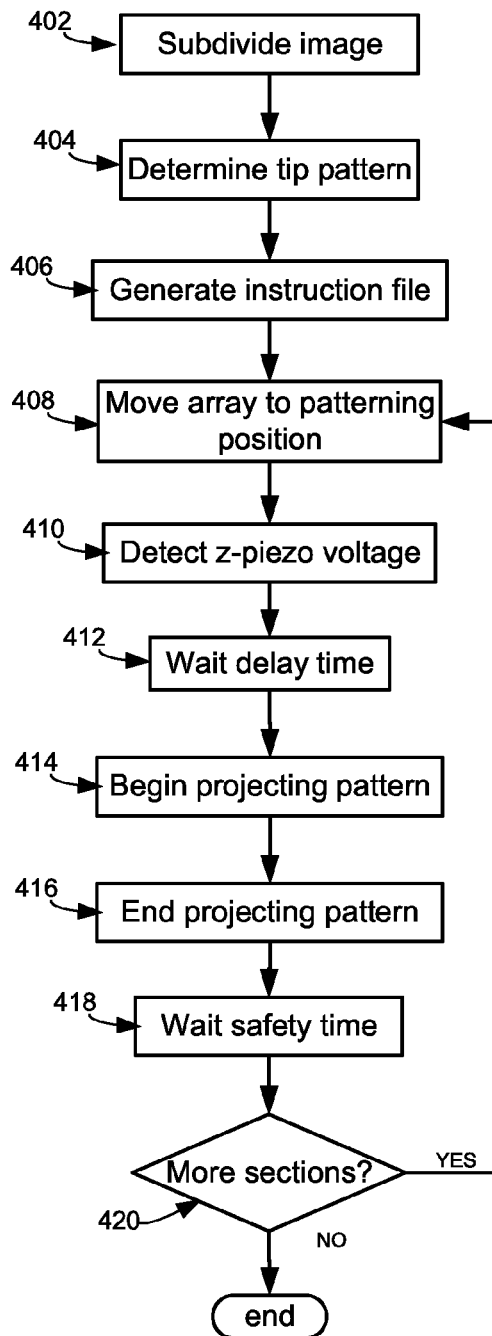 402
Subdivide image
404
Determine tip pattern
406
Generate instruction file
408
Move array to patterning
position
410
Detect z-piezo voltage
412
Wait delay time
414
Begin projecting pattern
416
End projecting pattern
418
Wait safety time
More sections?
YES
420
NO
end